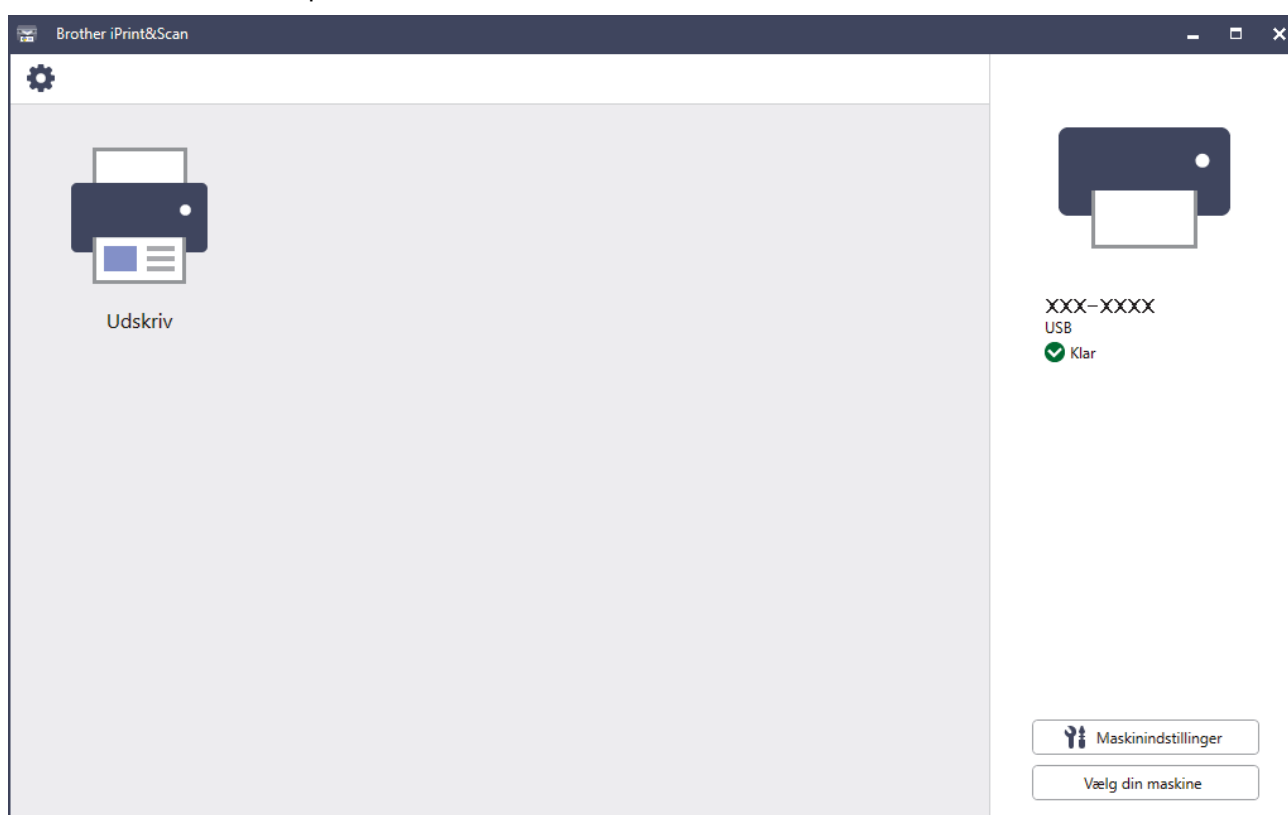 Brother iPrint&Scan
Udskriv
XXX-XXXX
USB
Klar
Maskinindstillinger
Vælg din maskine